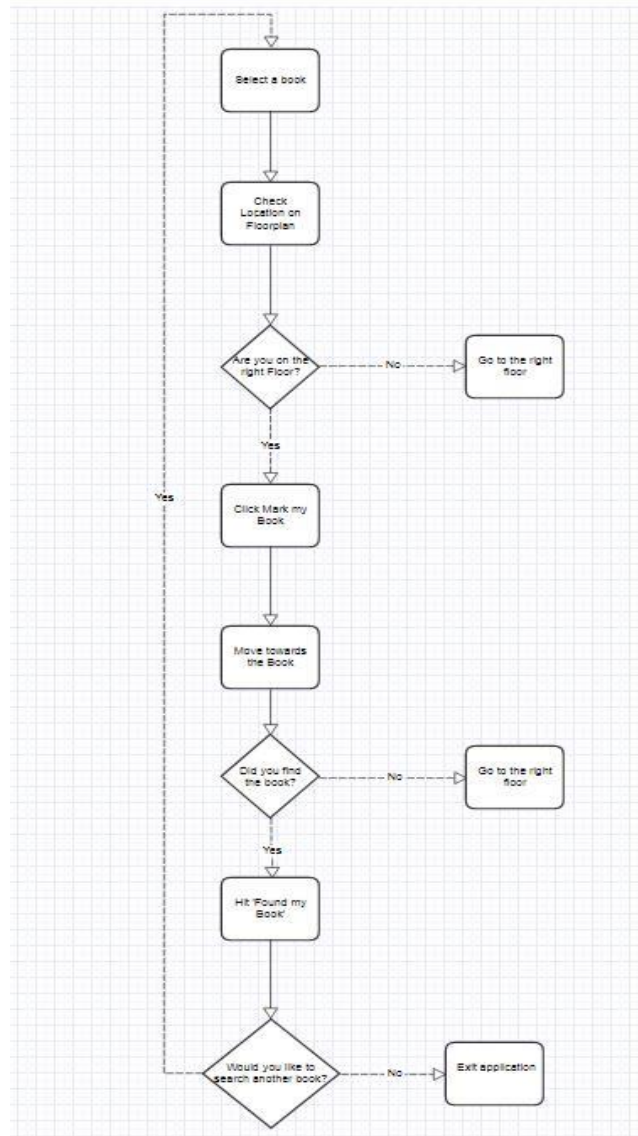 Select a book
Check
Location on
Floorplan
Are you on the
right Floor?
No
Go to the right
floor
Yes
Click Mark my
Book
Yes
Move towards
the Book
Did you find
the book?
No
Go to the right
floor
Yes
Hit 'Found my
Book'
Would you like to
search another book?
No
Exit application